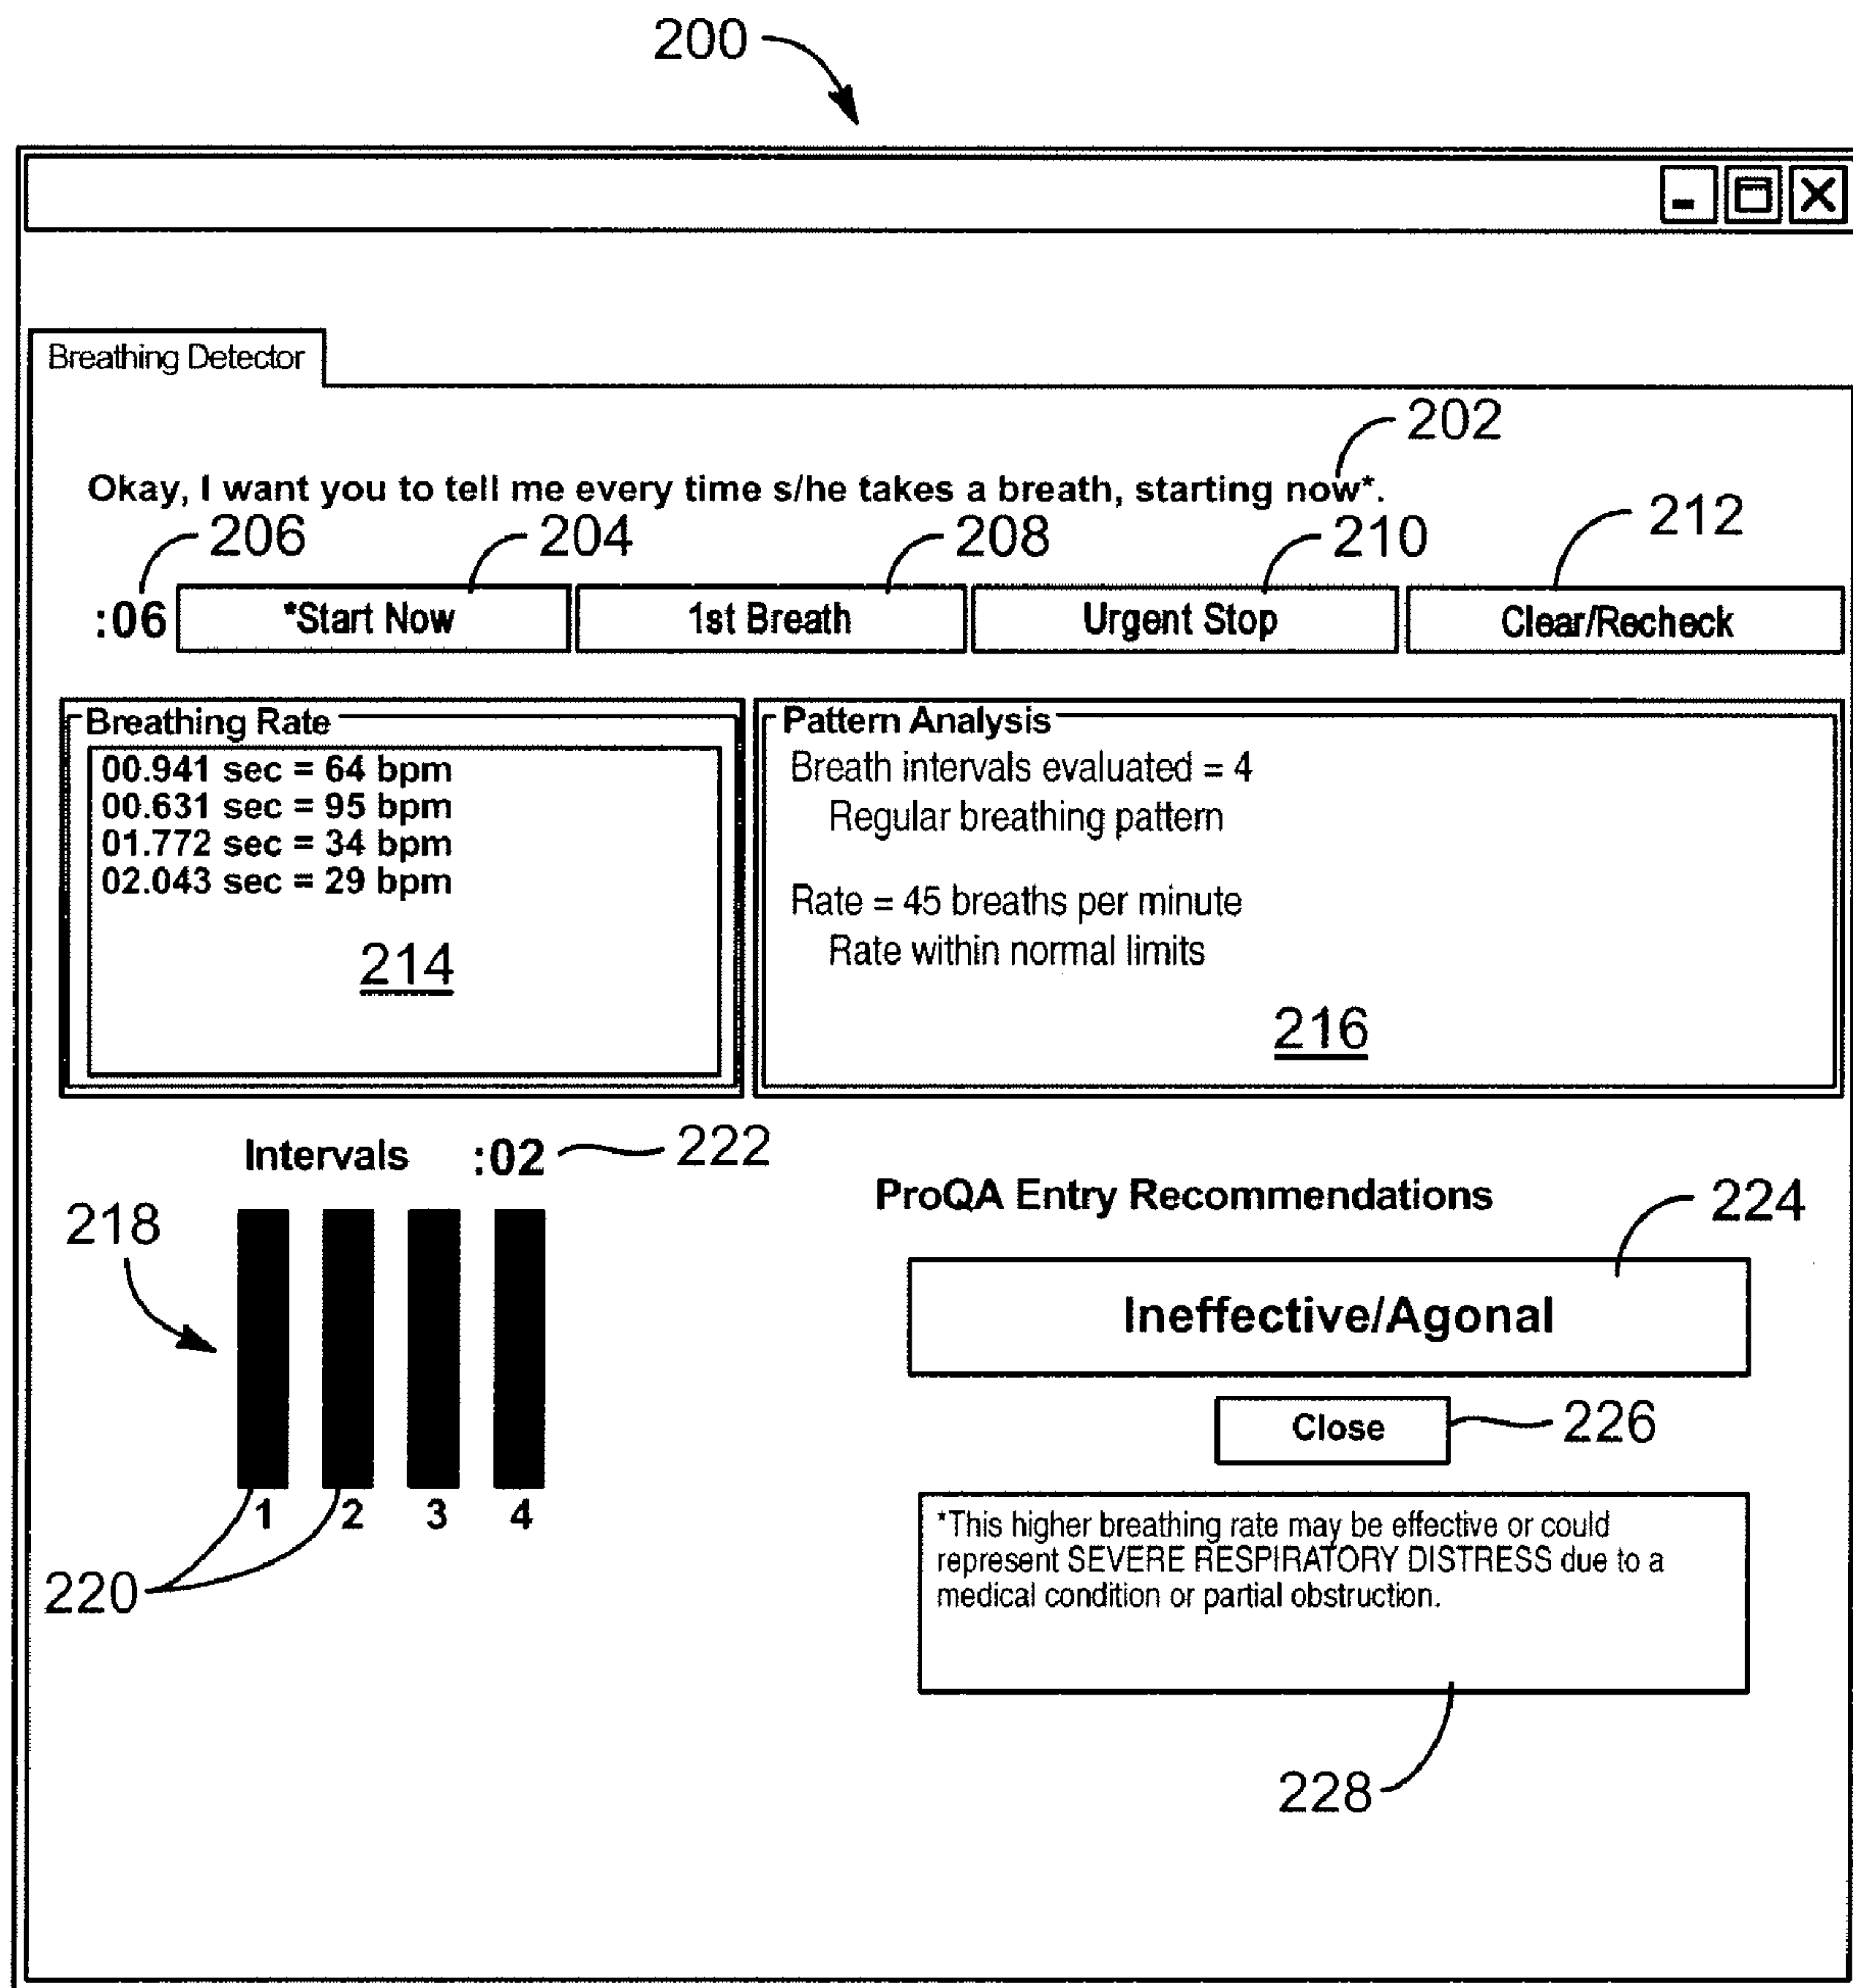 200
Breathing Detector
202
Okay, I want you to tell me every time s/he takes a breath, starting now*.
206 204 208 210 212
:06 *Start Now 1st Breath Urgent Stop Clear/Recheck
Breathing Rate
00.941 sec = 64 bpm
00.631 sec = 95 bpm
01.772 sec = 34 bpm
02.043 sec = 29 bpm
214
Pattern Analysis
Breath intervals evaluated = 4
Regular breathing pattern
Rate = 45 breaths per minute
Rate within normal limits
216
Intervals :02 222
218
1 2 3 4
220
ProQA Entry Recommendations
224
Ineffective/Agonal
Close 226
*This higher breathing rate may be effective or could
represent SEVERE RESPIRATORY DISTRESS due to a
medical condition or partial obstruction.
228